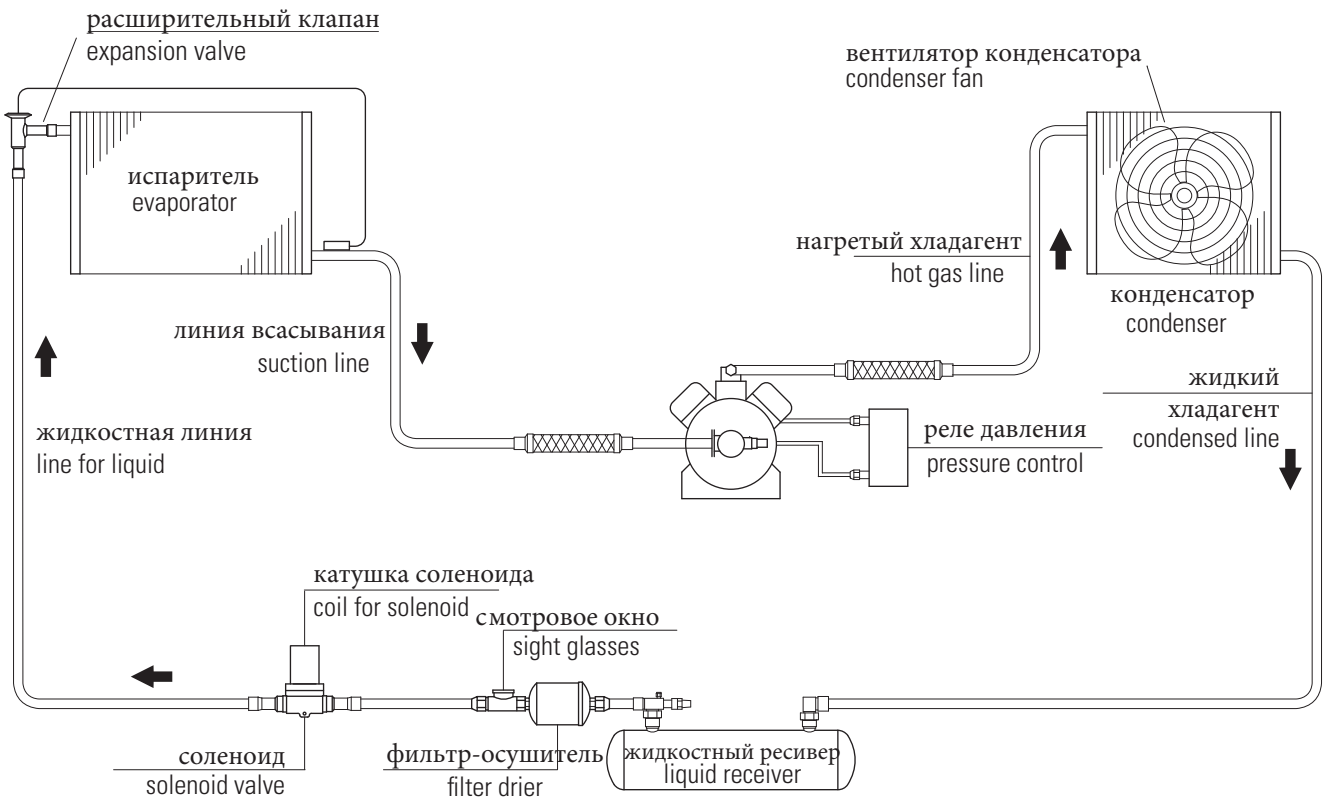 расширительный клапан
expansion valve
вентилятор конденсатора
condenser fan
испаритель
evaporator
нагретый хладагент
hot gas line
конденсатор
condenser
линия всасывания
suction line
жидкий
хладагент
condensed line
жидкостная линия
line for liquid
реле давления
pressure control
катушка соленоида
coil for solenoid
смотровое окно
sight glasses
соленоид
solenoid valve
фильтр-осушитель
filter drier
жидкостный ресивер
liquid receiver